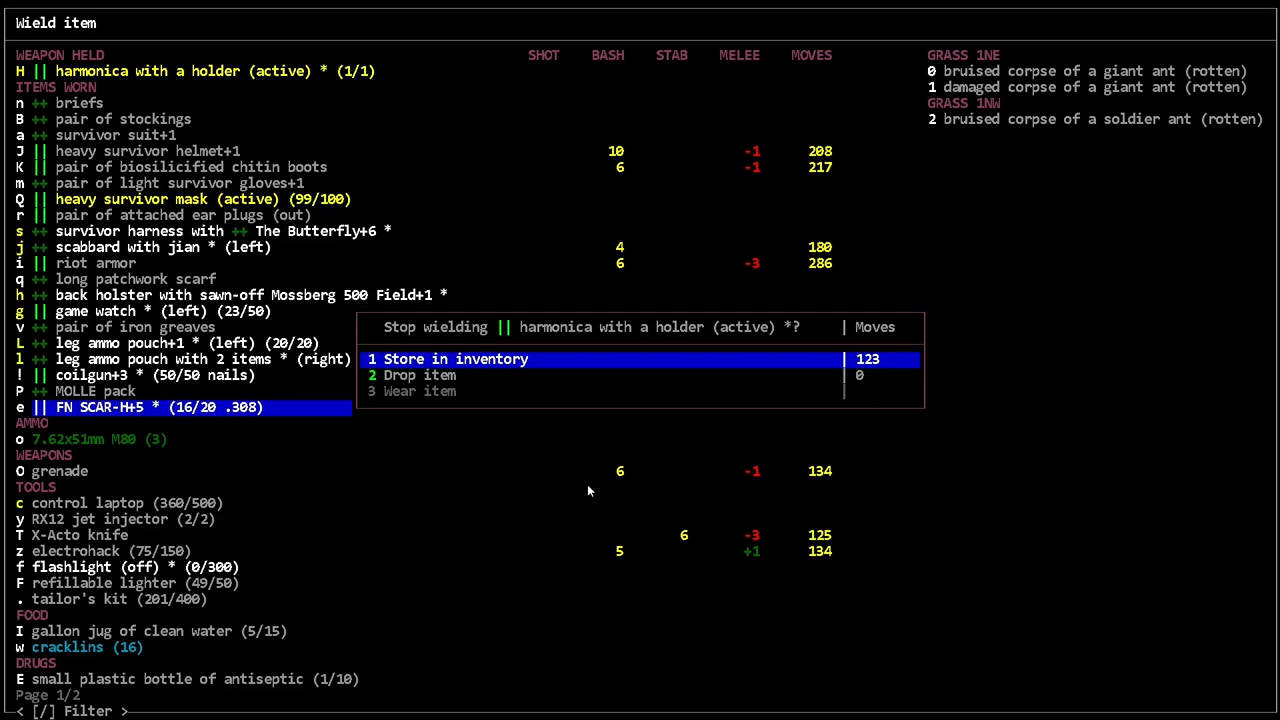 Wield item
WEAPON HELD SHOT BASH STAB MELEE MOVES GRASS 1NE
H || harmonica with a holder (active) * (1/1) 0 bruised corpse of a giant ant (rotten)
ITEMS WORN 1 damaged corpse of a giant ant (rotten)
n ++ briefs GRASS 1NW
B ++ pair of stockings 2 bruised corpse of a soldier ant (rotten)
a ++ survivor suit+1
J || heavy survivor helmet+1 10 -1 208
K || pair of biosilicified chitin boots 6 -1 217
m ++ pair of light survivor gloves+1
Q || heavy survivor mask (active) (99/100)
r || pair of attached ear plugs (out)
s ++ survivor harness with ++ The Butterfly+6 *
j ++ scabbard with jian * (left) 4 180
i || riot armor 6 -3 286
q ++ long patchwork scarf
h ++ back holster with sawn-off Mossberg 500 Field+1 *
g || game watch * (left) (23/50)
v ++ pair of iron greaves Stop wielding || harmonica with a holder (active) *? | Moves
L ++ leg ammo pouch+1 * (left) (20/20)
l ++ leg ammo pouch with 2 items * (right) 1 Store in inventory | 123
! || coilgun+3 * (50/50 nails) 2 Drop item | 0
P ++ MOLLE pack 3 Wear item |
e || FN SCAR-H+5 * (16/20 .308)
AMMO
o 7.62x51mm M80 (3)
WEAPONS
O grenade 6 -1 134
TOOLS
c control laptop (360/500)
y RX12 jet injector (2/2)
T X-Acto knife 6 -3 125
z electrohack (75/150) 5 +1 134
f flashlight (off) * (0/300)
F refillable lighter (49/50)
. tailor's kit (201/400)
FOOD
I gallon jug of clean water (5/15)
w cracklins (16)
DRUGS
E small plastic bottle of antiseptic (1/10)
Page 1/2
< [/] Filter >